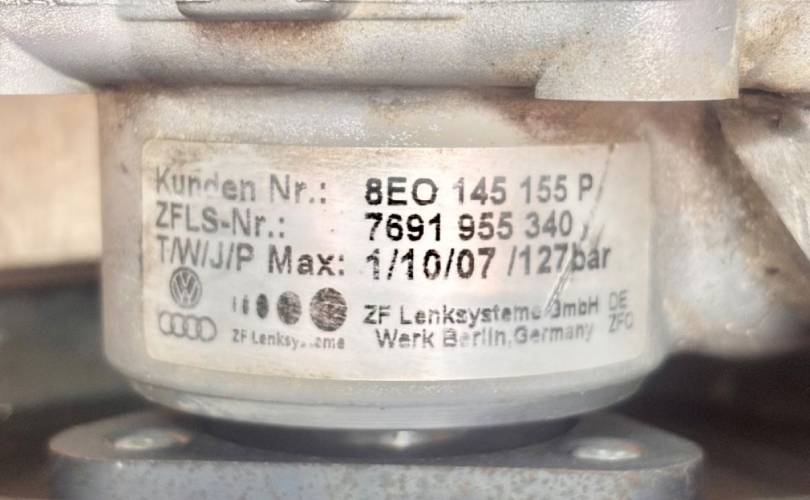 Kunden Nr.: 8EO 145 155 P
ZFLS-Nr.: 7691 955 340
T/W/J/P Max: 1/10/07 /127bar
ZF Lenksysteme GmbH DE
Werk Berlin,Germany ZFO
ZF Lenksysteme